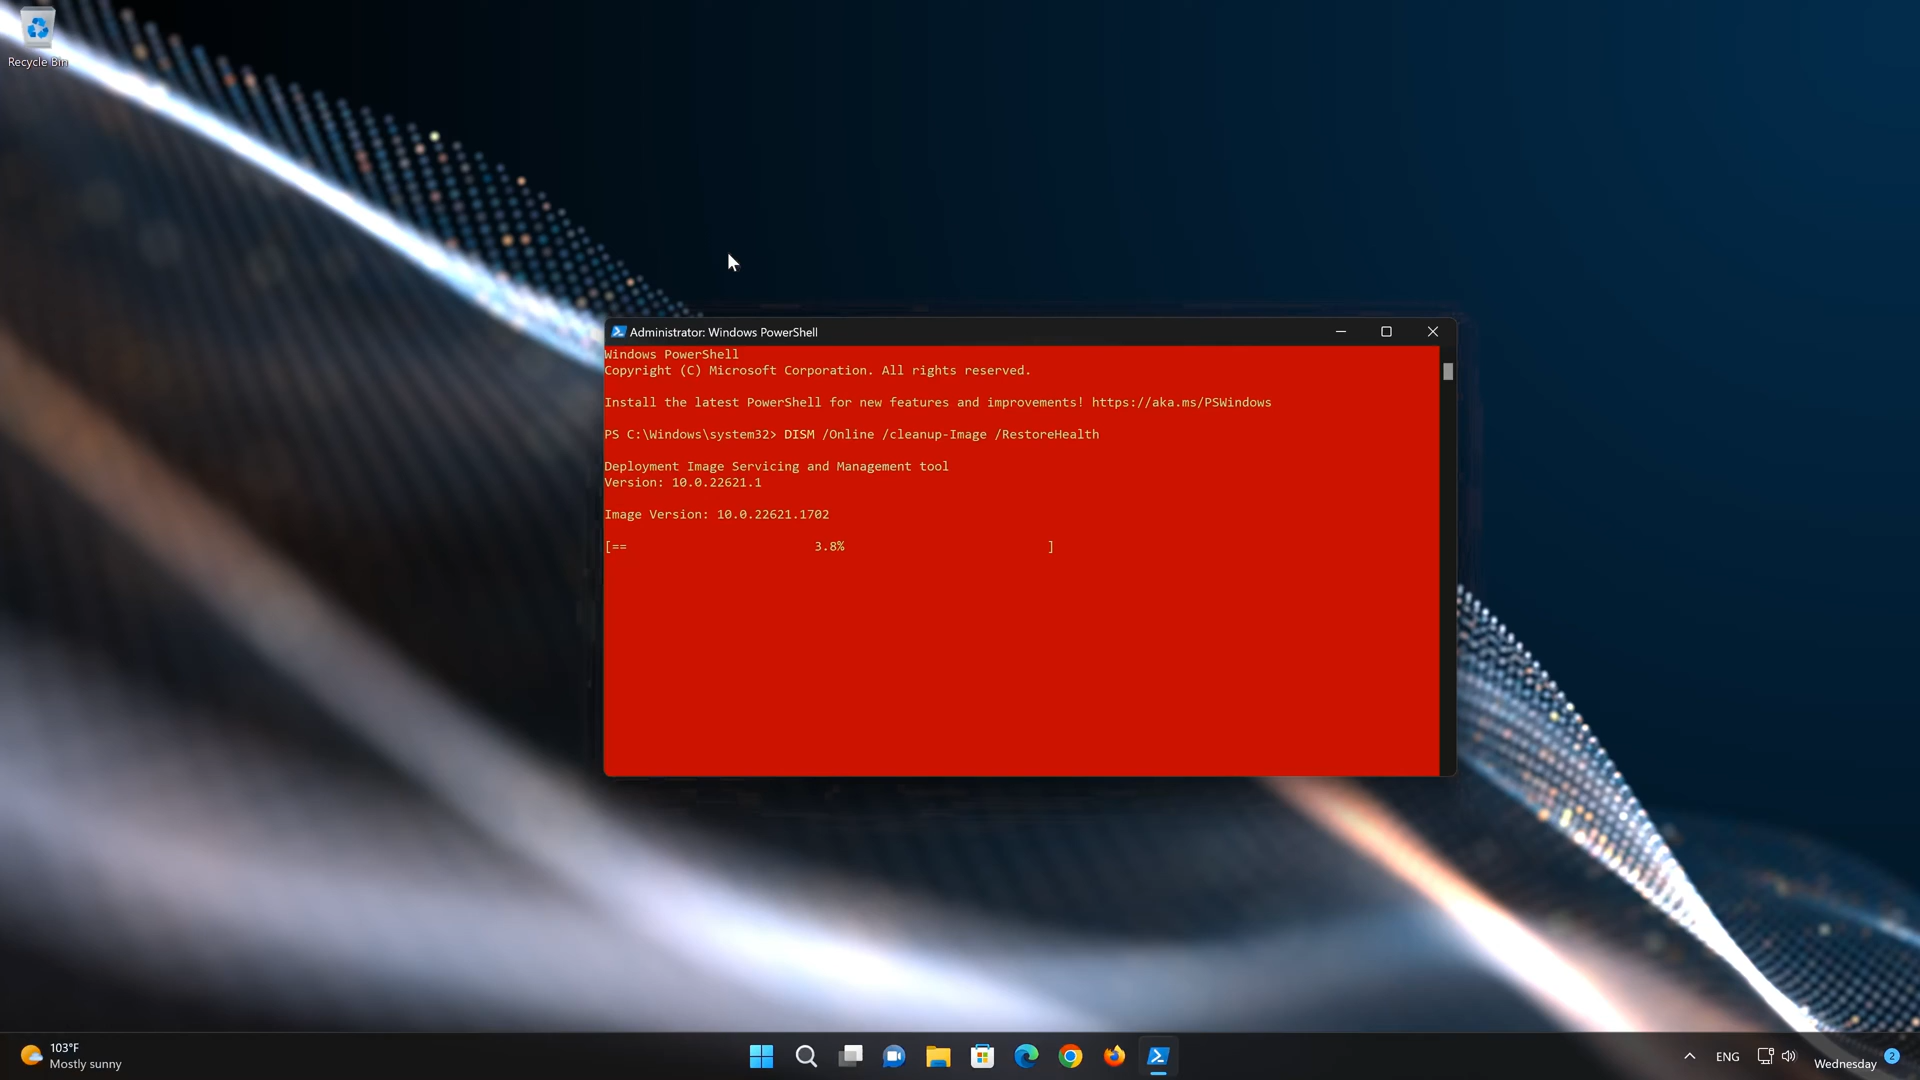 Recycle Bin
Administrator: Windows PowerShell
Windows PowerShell
Copyright (C) Microsoft Corporation. All rights reserved.
Install the latest PowerShell for new features and improvements! https://aka.ms/PSWindows
PS C:\Windows\system32> DISM /Online /cleanup-Image /RestoreHealth
Deployment Image Servicing and Management tool
Version: 10.0.22621.1
Image Version: 10.0.22621.1702
[==                         3.8%                           ]
103°F
Mostly sunny
ENG
Wednesday
2